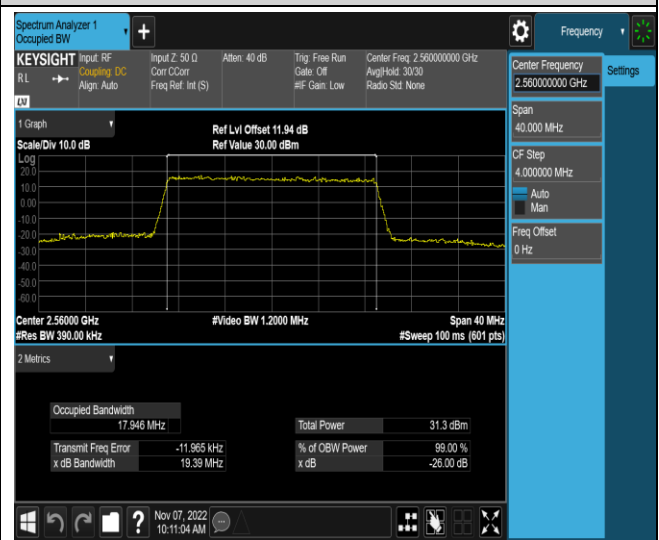 Spectrum Analyzer 1
Occupied BW
Frequency
KEYSIGHT
Input: RF
Coupling: DC
Align: Auto
Input Z: 50 Ω
Corr CCorr
Freq Ref: Int (S)
Atten: 40 dB
Trig: Free Run
Gate: Off
#IF Gain: Low
Center Freq: 2.560000000 GHz
Avg|Hold: 30/30
Radio Std: None
RL
LXI
Center Frequency
2.560000000 GHz
Settings
Span
40.000 MHz
CF Step
4.000000 MHz
Auto
Man
Freq Offset
0 Hz
1 Graph
Scale/Div 10.0 dB
Ref Lvl Offset 11.94 dB
Ref Value 30.00 dBm
Log
20.0
10.0
0.00
-10.0
-20.0
-30.0
-40.0
-50.0
-60.0
Center 2.56000 GHz
#Res BW 390.00 kHz
#Video BW 1.2000 MHz
Span 40 MHz
#Sweep 100 ms (601 pts)
2 Metrics
Occupied Bandwidth
17.946 MHz
Total Power 31.3 dBm
Transmit Freq Error -11.965 kHz
% of OBW Power 99.00 %
x dB Bandwidth 19.39 MHz
x dB -26.00 dB
?
Nov 07, 2022
10:11:04 AM